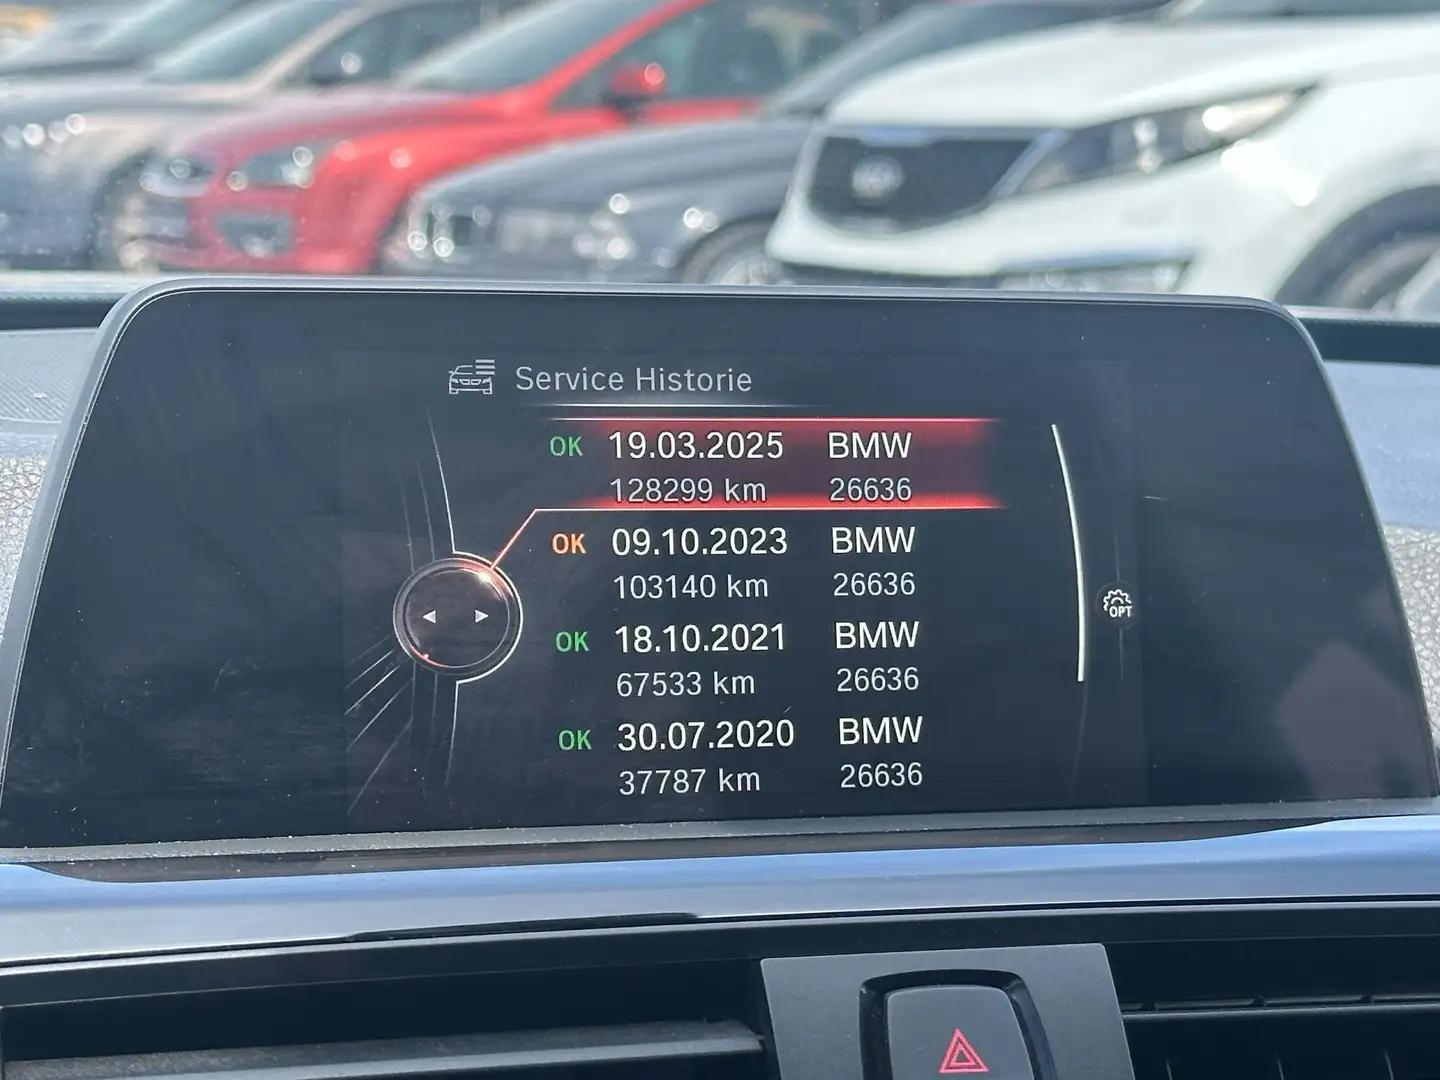 Service Historie
OK 19.03.2025 BMW
128299 km 26636
OK 09.10.2023 BMW
103140 km 26636
OK 18.10.2021 BMW
67533 km 26636
OK 30.07.2020 BMW
37787 km 26636
OPT